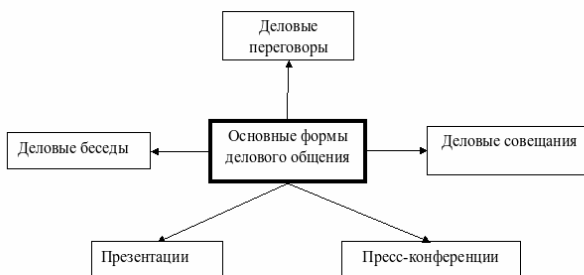 Деловые
переговоры
Основные формы
делового общения
Деловые беседы
Деловые совещания
Презентации
Пресс-конференции